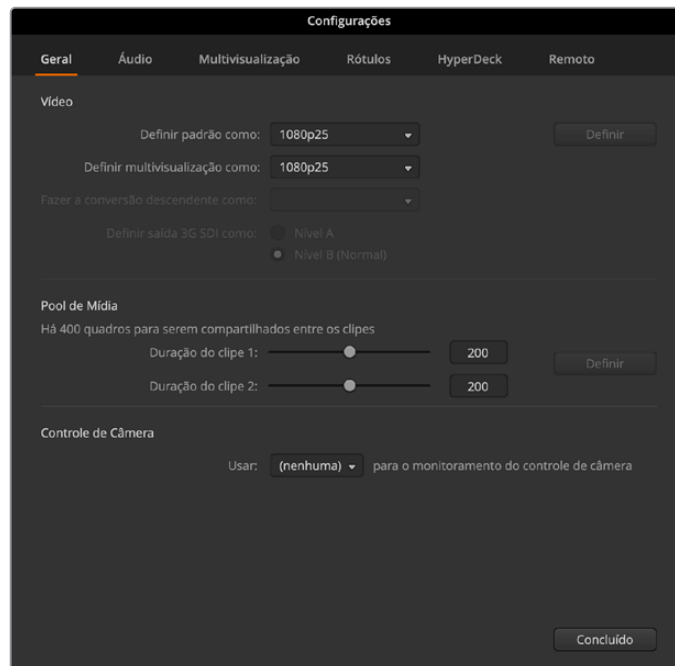 Configurações
Geral Áudio Multivisualização Rótulos HyperDeck Remoto
Vídeo
Definir padrão como: 1080p25 Definir
Definir multivisualização como: 1080p25
Fazer a conversão descendente como:
Definir saída 3G SDI como: Nível A
Nível B (Normal)
Pool de Mídia
Há 400 quadros para serem compartilhados entre os clipes
Duração do clipe 1: 200
Definir
Duração do clipe 2: 200
Controle de Câmera
Usar: (nenhuma) para o monitoramento do controle de câmera
Concluído